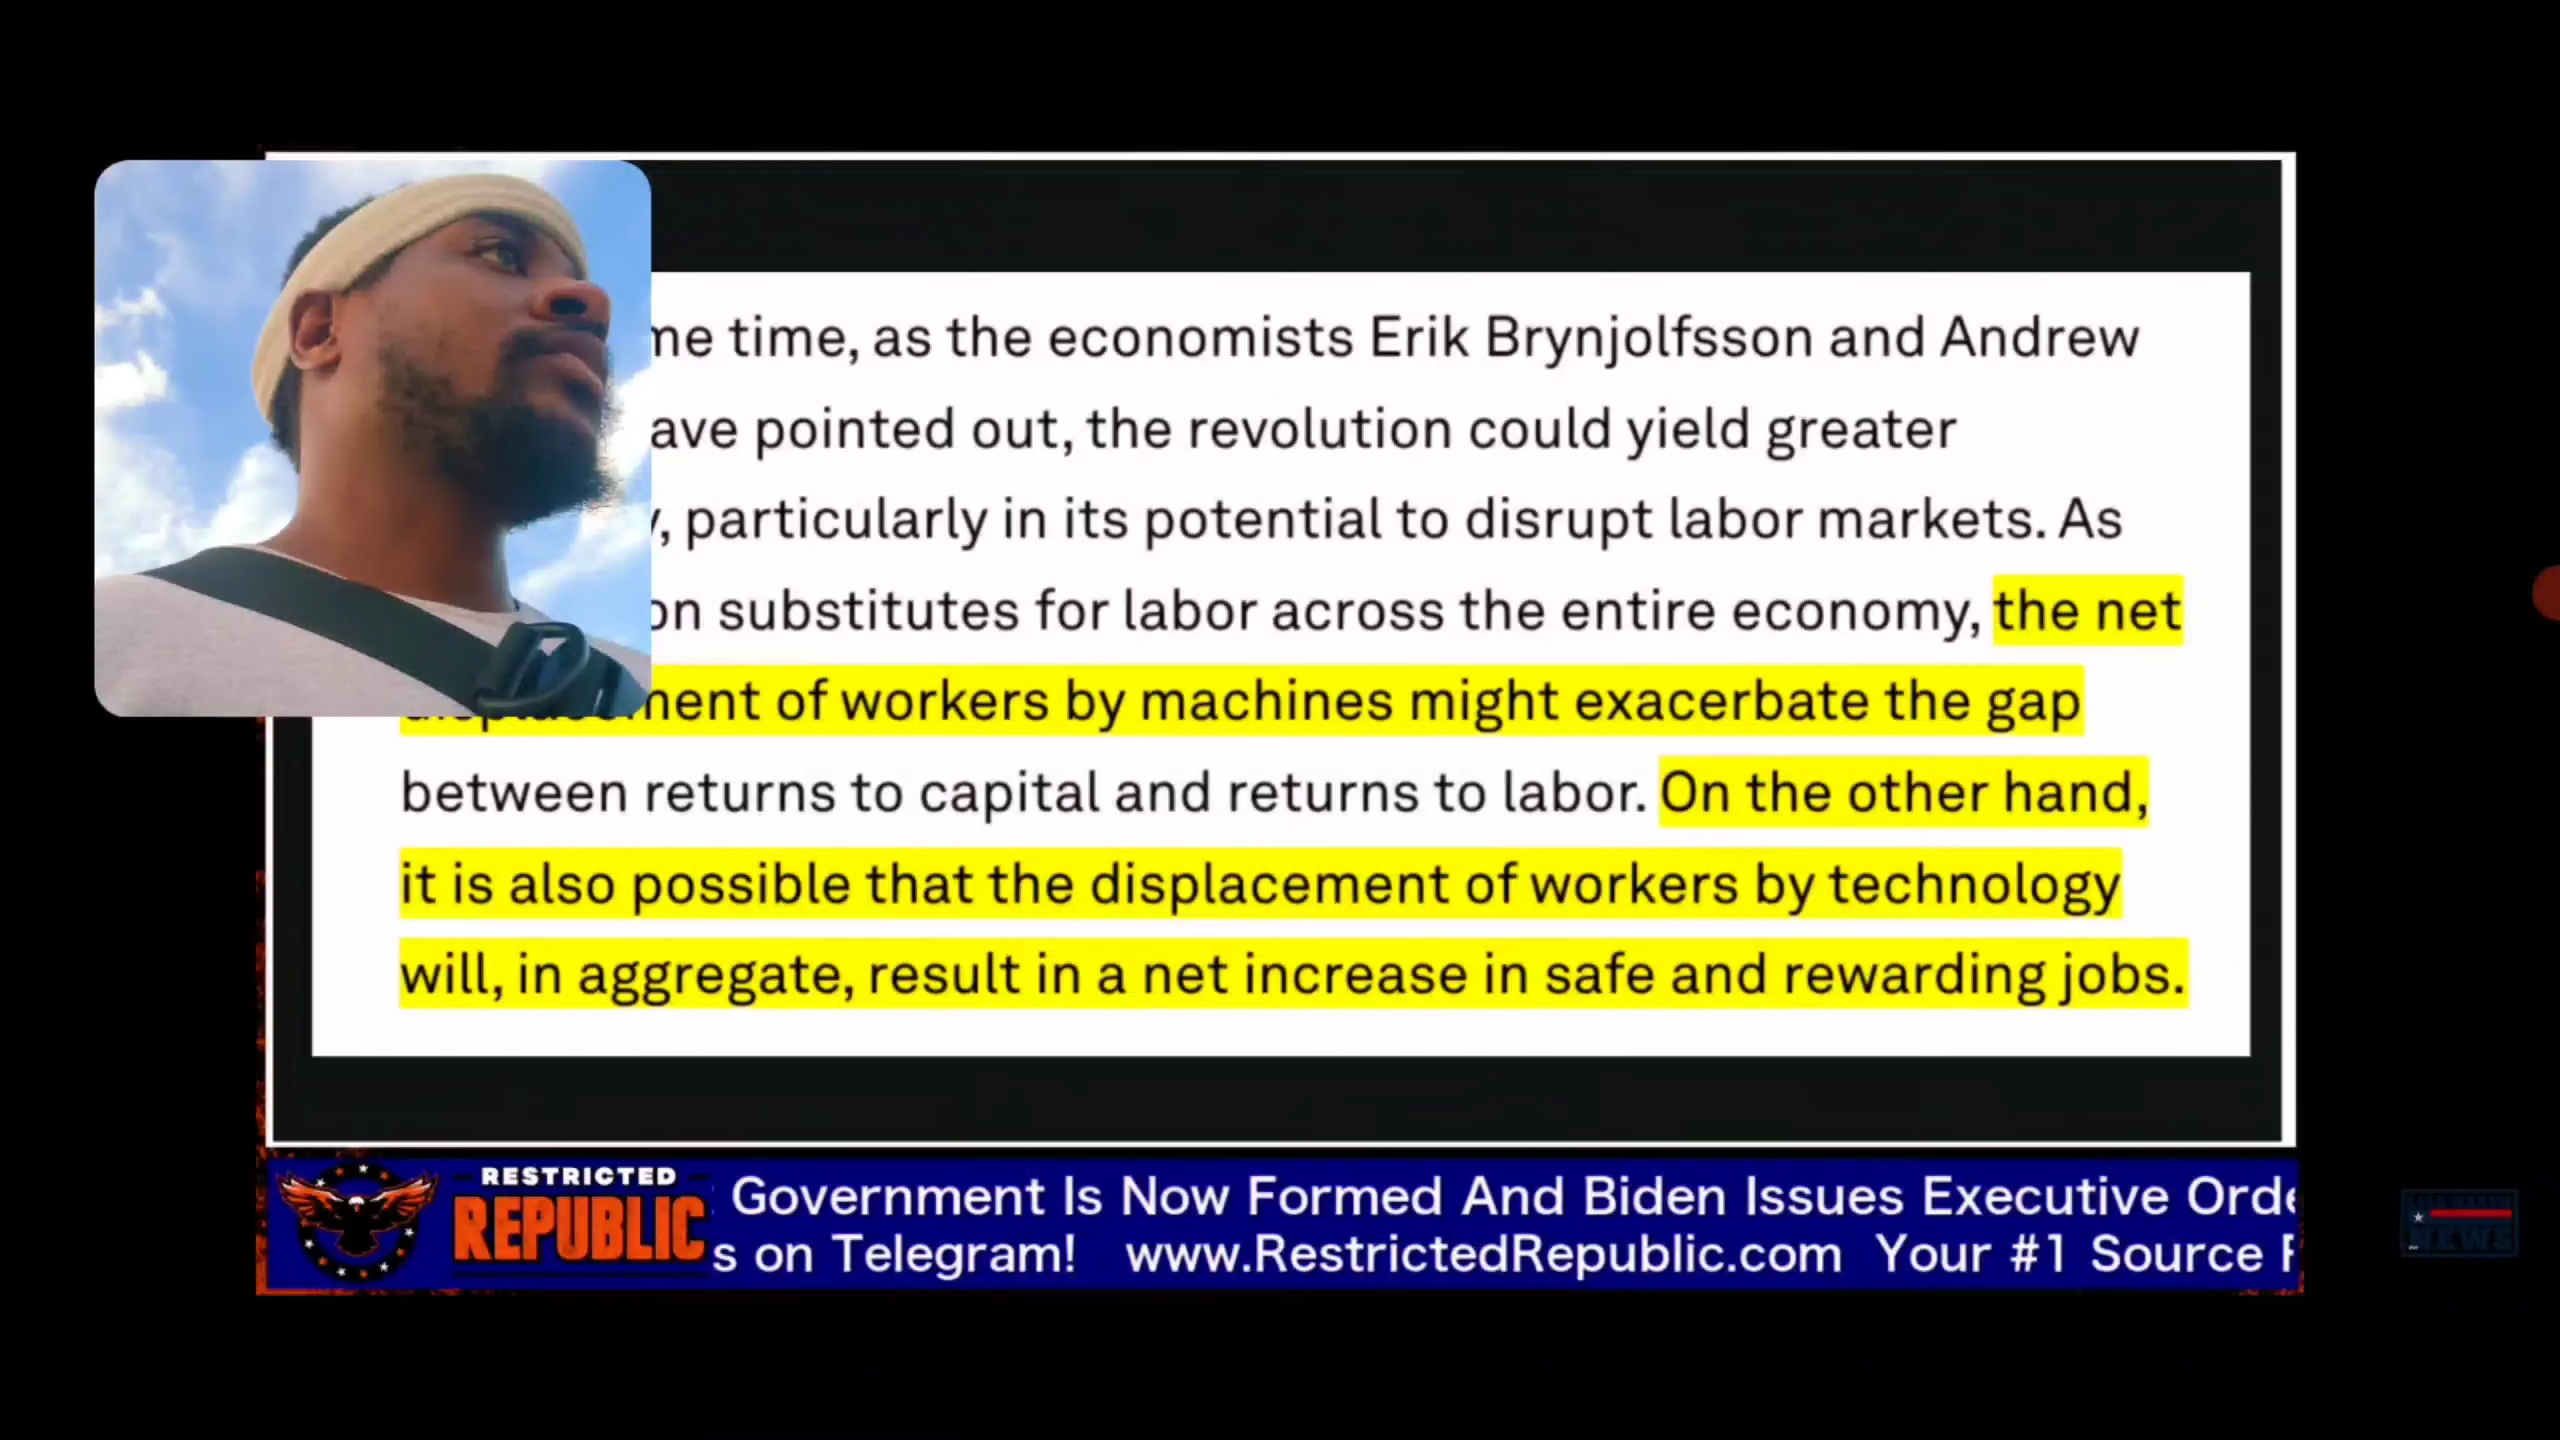 time, as the economists Erik Brynjolfsson and Andrew
pointed out, the revolution could yield greater
particularly in its potential to disrupt labor markets. As
substitutes for labor across the entire economy, the net
of workers by machines might exacerbate the gap
between returns to capital and returns to labor. On the other hand,
it is also possible that the displacement of workers by technology
will, in aggregate, result in a net increase in safe and rewarding jobs.
RESTRICTED
REPUBLIC
Government Is Now Formed And Biden Issues Executive Orde
s on Telegram! www.RestrictedRepublic.com Your #1 Source F
NEWS